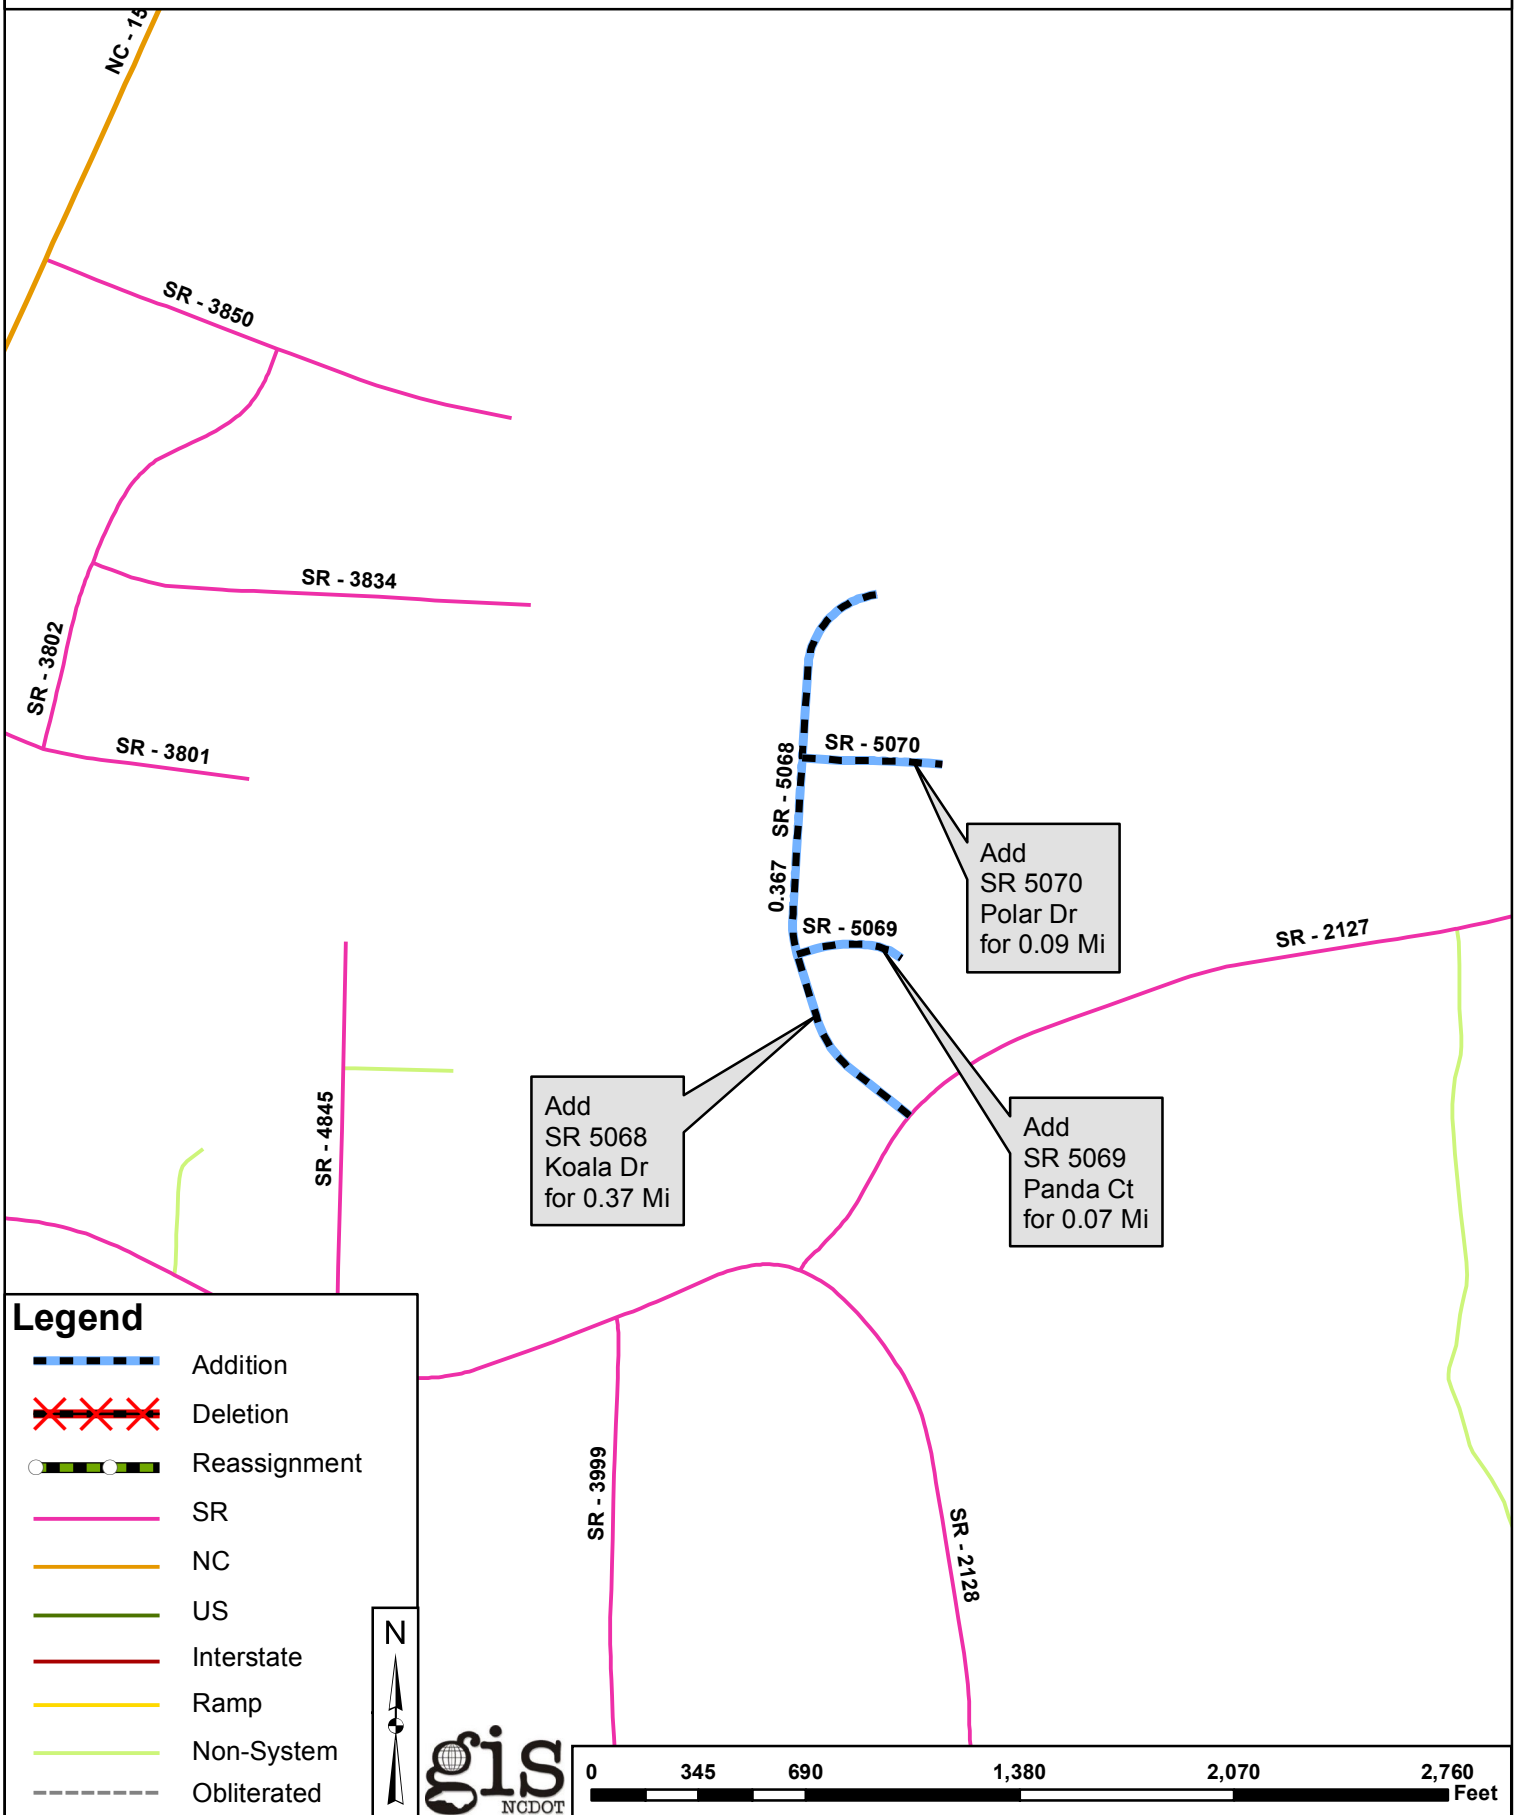 NC - 15
SR - 3850
SR - 3834
SR - 3802
SR - 3801
SR - 5070
SR - 5068
0.367
Add
SR 5070
Polar Dr
for 0.09 Mi
SR - 5069
SR - 2127
Add
SR 5068
Koala Dr
for 0.37 Mi
Add
SR 5069
Panda Ct
for 0.07 Mi
SR - 4845
SR - 3999
SR - 2128
Legend
Addition
Deletion
Reassignment
SR
NC
US
Interstate
Ramp
Non-System
Obliterated
N
gis
NCDOT
0 345 690 1,380 2,070 2,760
Feet